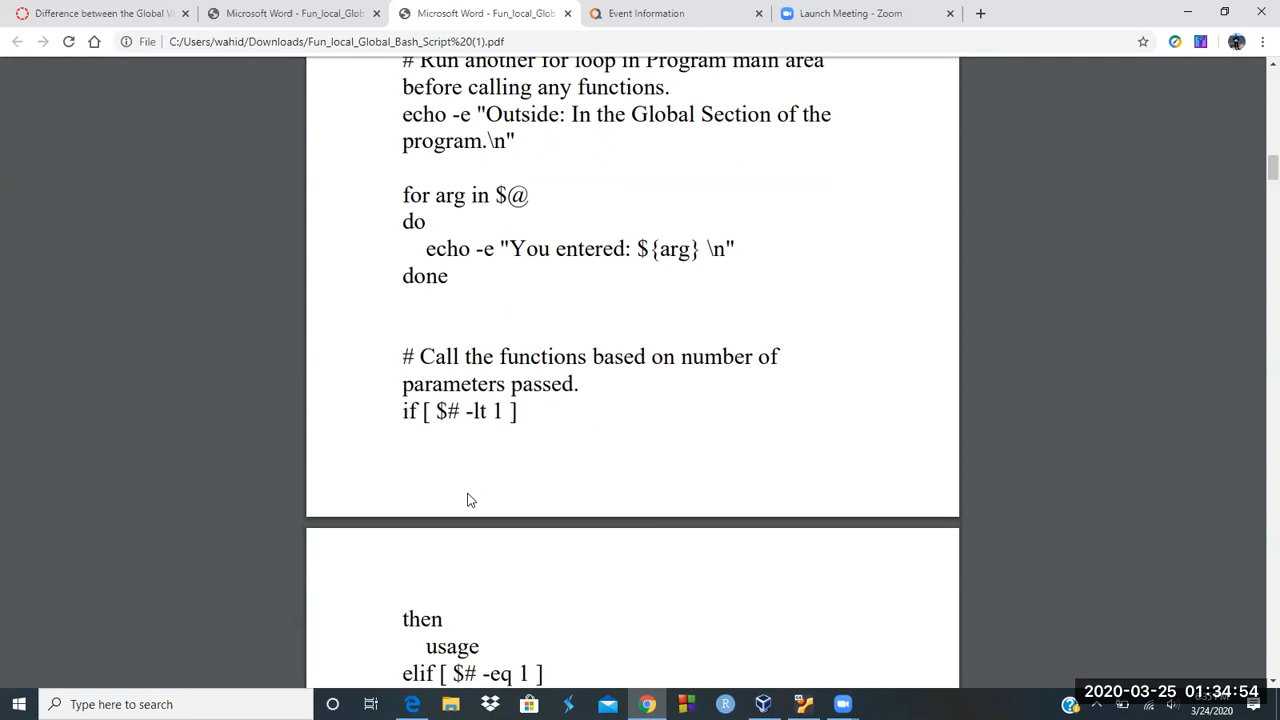 Difference between the Global V
Microsoft Word - Fun_local_Glob
Microsoft Word - Fun_local_Glob
Event Information
Launch Meeting - Zoom
File
C:/Users/wahid/Downloads/Fun_local_Global_Bash_Script%20(1).pdf
# Run another for loop in Program main area
before calling any functions.
echo -e "Outside: In the Global Section of the
program.\n"
for arg in $@
do
echo -e "You entered: ${arg} \n"
done
# Call the functions based on number of
parameters passed.
if [ $# -lt 1 ]
then
usage
elif [ $# -eq 1 ]
Type here to search
2020-03-25 01:34:54
3/24/2020